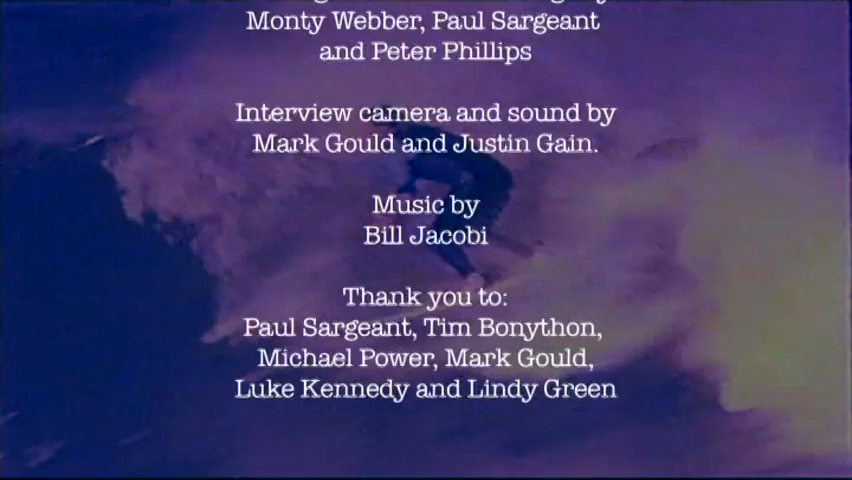 Monty Webber, Paul Sargeant
and Peter Phillips
Interview camera and sound by
Mark Gould and Justin Gain.
Music by
Bill Jacobi
Thank you to:
Paul Sargeant, Tim Bonython,
Michael Power, Mark Gould,
Luke Kennedy and Lindy Green